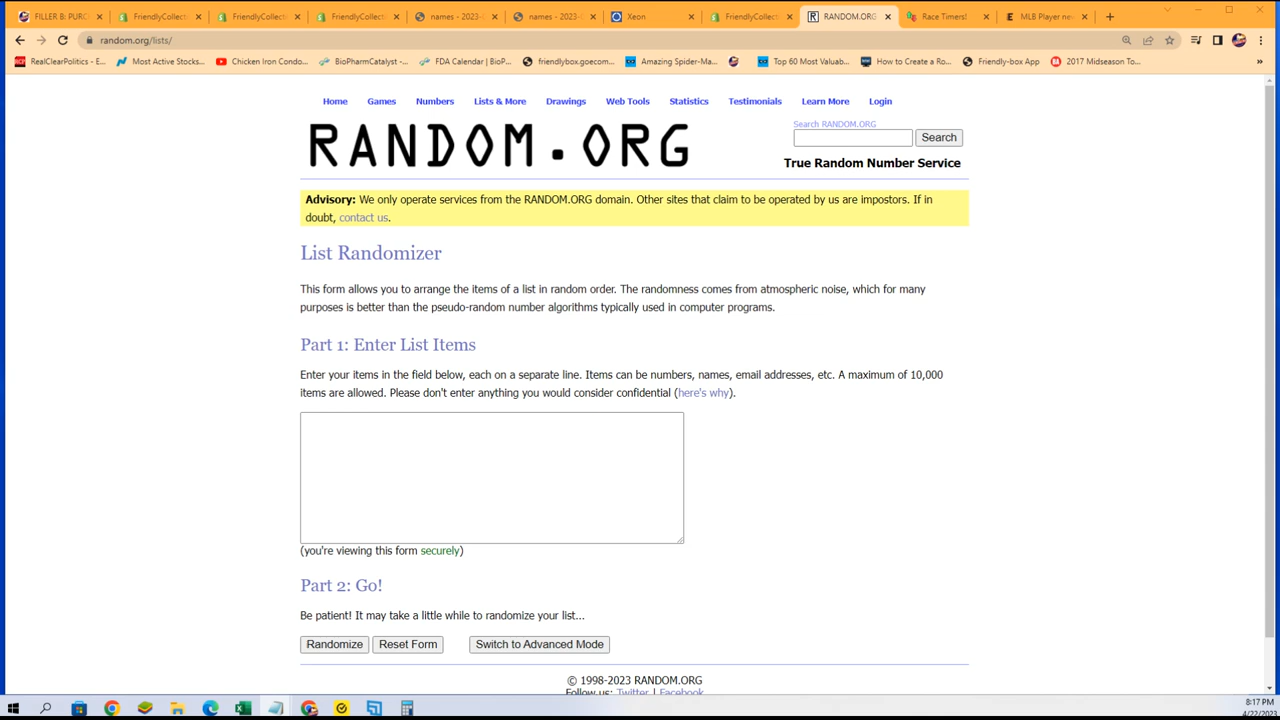 FILLER B: PURC
FriendlyCollecti
FriendlyCollecti
FriendlyCollecti
names - 2023-
names - 2023-
Xeon
FriendlyCollecti
RANDOM.ORG
Race Timers!
MLB Player ne
random.org/lists/
RealClearPolitics - E...
Most Active Stocks...
Chicken Iron Condo...
BioPharmCatalyst -...
FDA Calendar | BioP...
friendlybox.goecom...
Amazing Spider-Ma...
Top 60 Most Valuab...
How to Create a Ro...
Friendly-box App
2017 Midseason To...
»
Home Games Numbers Lists & More Drawings Web Tools Statistics Testimonials Learn More Login
RANDOM.ORG
Search RANDOM.ORG
Search
True Random Number Service
Advisory: We only operate services from the RANDOM.ORG domain. Other sites that claim to be operated by us are impostors. If in
doubt, contact us.
List Randomizer
This form allows you to arrange the items of a list in random order. The randomness comes from atmospheric noise, which for many
purposes is better than the pseudo-random number algorithms typically used in computer programs.
Part 1: Enter List Items
Enter your items in the field below, each on a separate line. Items can be numbers, names, email addresses, etc. A maximum of 10,000
items are allowed. Please don't enter anything you would consider confidential (here's why).
(you're viewing this form securely)
Part 2: Go!
Be patient! It may take a little while to randomize your list...
Randomize Reset Form Switch to Advanced Mode
© 1998-2023 RANDOM.ORG
Follow us: Twitter | Facebook
8:17 PM
4/22/2023